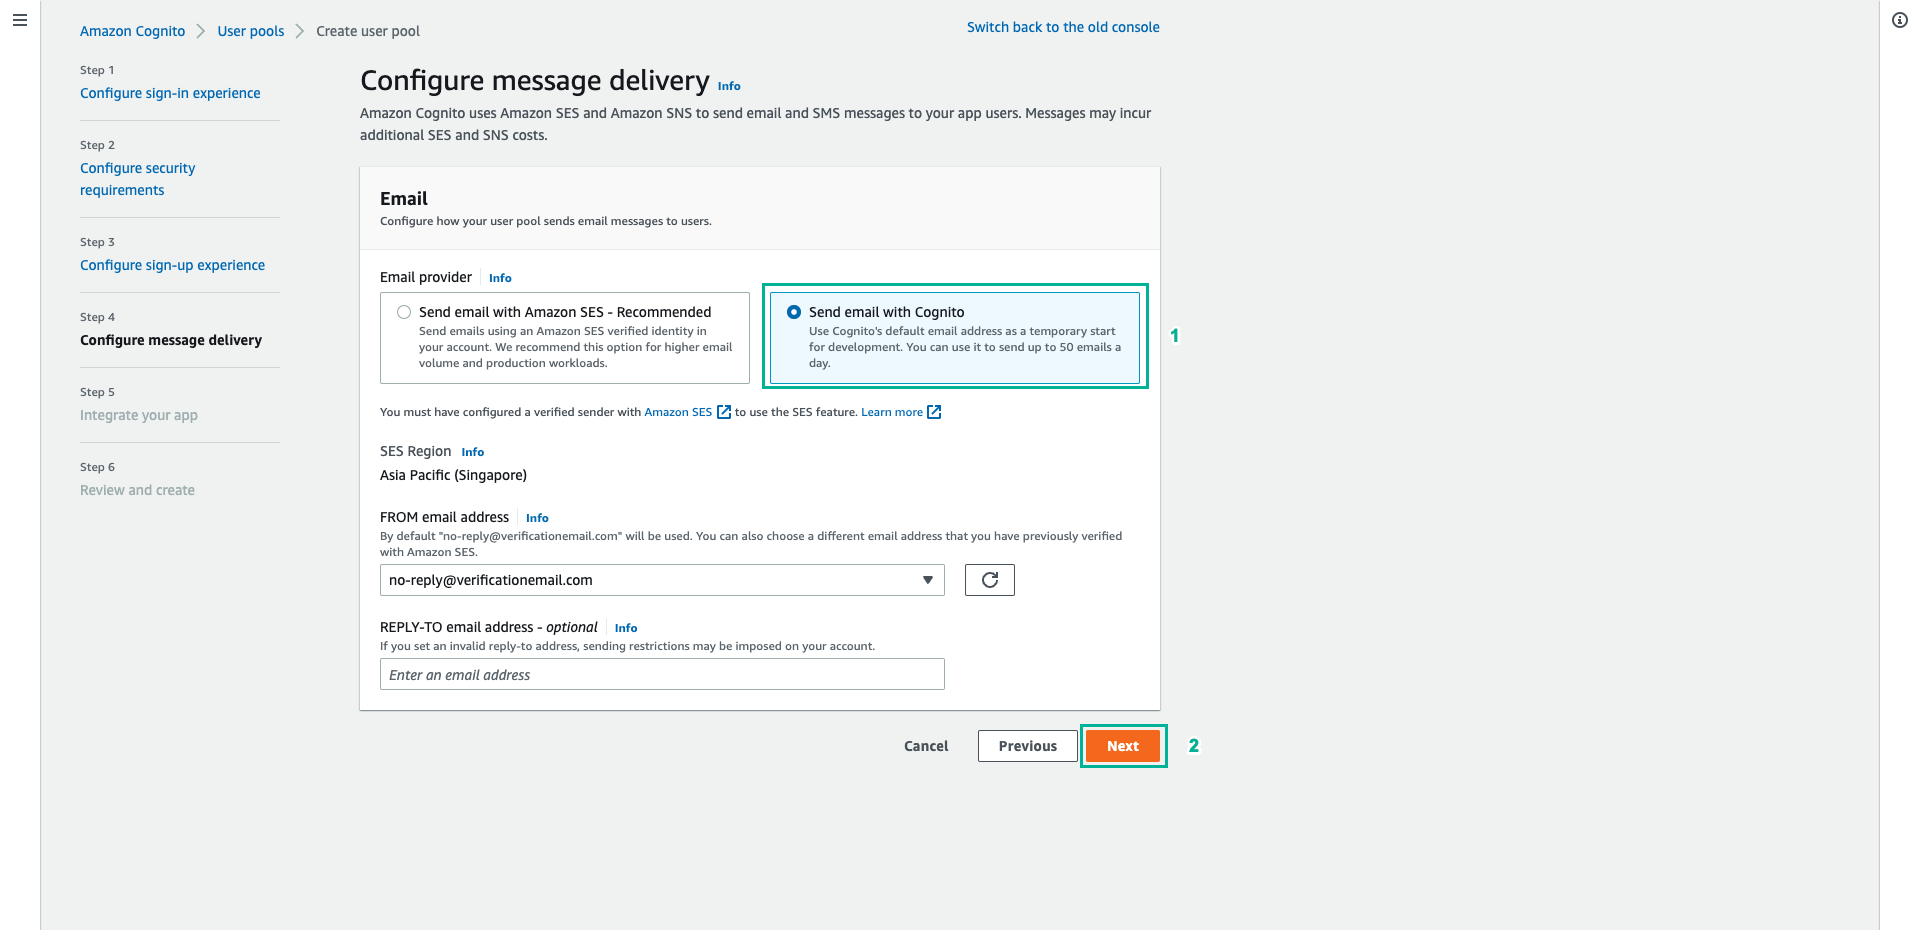 Amazon Cognito
User pools
Create user pool
Switch back to the old console
Step 1
Configure sign-in experience
Step 2
Configure security
requirements
Step 3
Configure sign-up experience
Step 4
Configure message delivery
Step 5
Integrate your app
Step 6
Review and create
Configure message delivery Info
Amazon Cognito uses Amazon SES and Amazon SNS to send email and SMS messages to your app users. Messages may incur
additional SES and SNS costs.
Email
Configure how your user pool sends email messages to users.
Email provider Info
Send email with Amazon SES - Recommended
Send emails using an Amazon SES verified identity in
your account. We recommend this option for higher email
volume and production workloads.
Send email with Cognito
Use Cognito's default email address as a temporary start
for development. You can use it to send up to 50 emails a
day.
1
You must have configured a verified sender with Amazon SES to use the SES feature. Learn more
SES Region Info
Asia Pacific (Singapore)
FROM email address Info
By default "no-reply@verificationemail.com" will be used. You can also choose a different email address that you have previously verified
with Amazon SES.
no-reply@verificationemail.com
REPLY-TO email address - optional Info
If you set an invalid reply-to address, sending restrictions may be imposed on your account.
Enter an email address
Cancel
Previous
Next
2